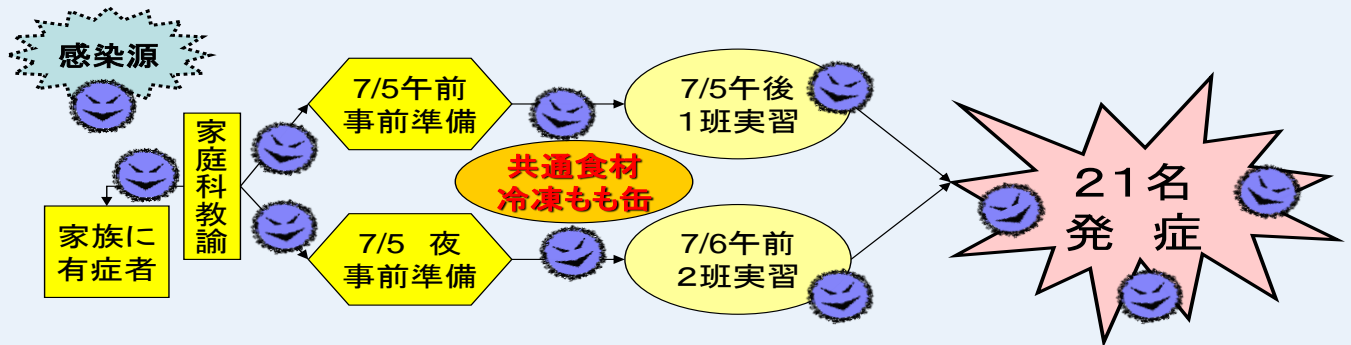 感染源
家庭科教諭
家族に
有症者
7/5午前
事前準備
7/5午後
1班実習
共通食材
冷凍もも缶
7/5 夜
事前準備
7/6午前
2班実習
21名
発 症